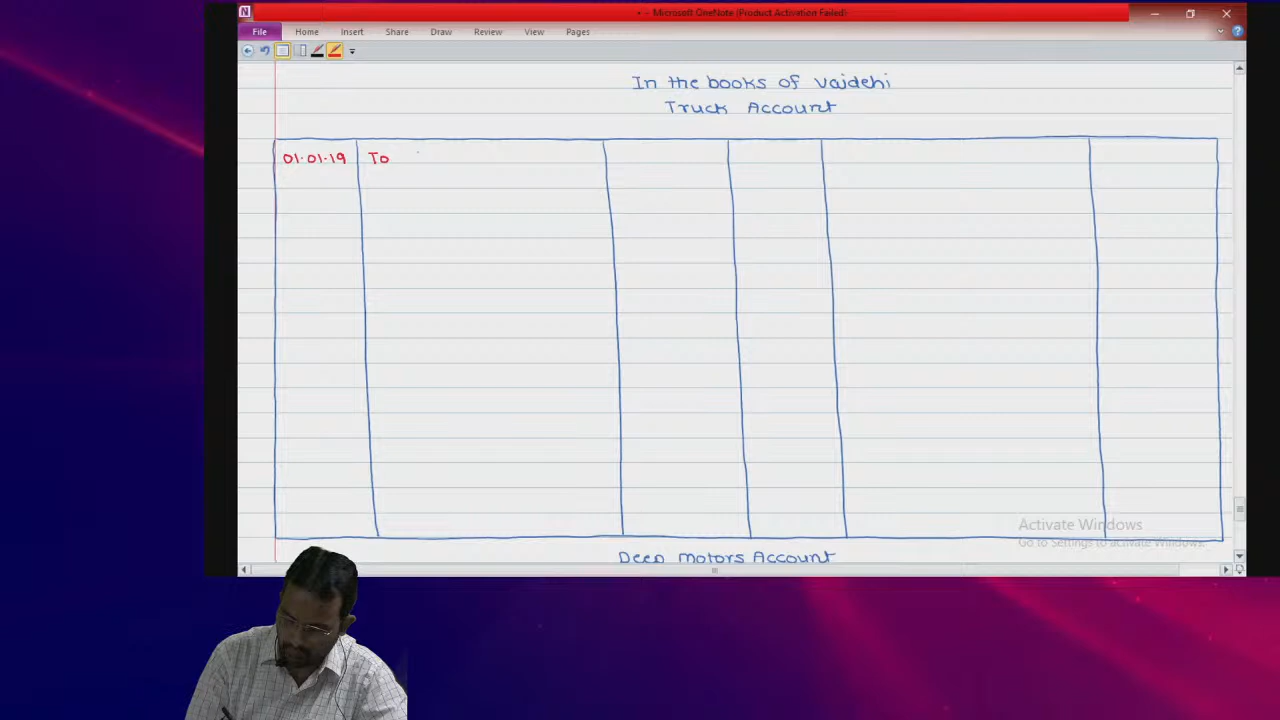 Microsoft OneNote (Product Activation Failed)
File Home Insert Share Draw Review View Pages
In the books of Vaidehi
Truck Account
01.01.19 To
Activate Windows
Go to Settings to activate Windows.
Deep motors Account